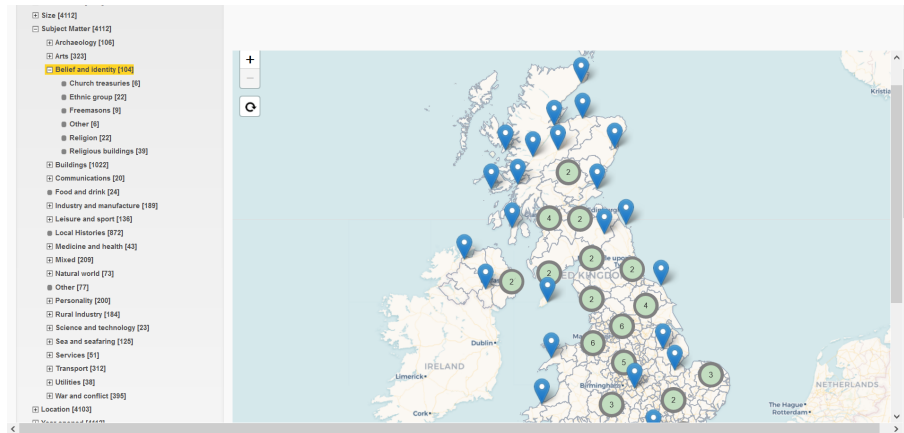 Size [4112]
Subject Matter [4112]
Archaeology [106]
Arts [323]
Belief and identity [104]
Church treasuries [6]
Ethnic group [22]
Freemasons [9]
Other [6]
Religion [22]
Religious buildings [39]
Buildings [1022]
Communications [20]
Food and drink [24]
Industry and manufacture [189]
Leisure and sport [136]
Local Histories [872]
Medicine and health [43]
Mixed [209]
Natural world [73]
Other [77]
Personality [200]
Rural Industry [184]
Science and technology [23]
Sea and seafaring [125]
Services [51]
Transport [312]
Utilities [38]
War and conflict [395]
Location [4103]
+
−
2
4
2
2
2
2
2
2
4
6
6
5
3
3
2
KINGDO
Dublin
IRELAND
Limerick
Cork
Birmingham
NETHERLANDS
The Hague
Rotterdam